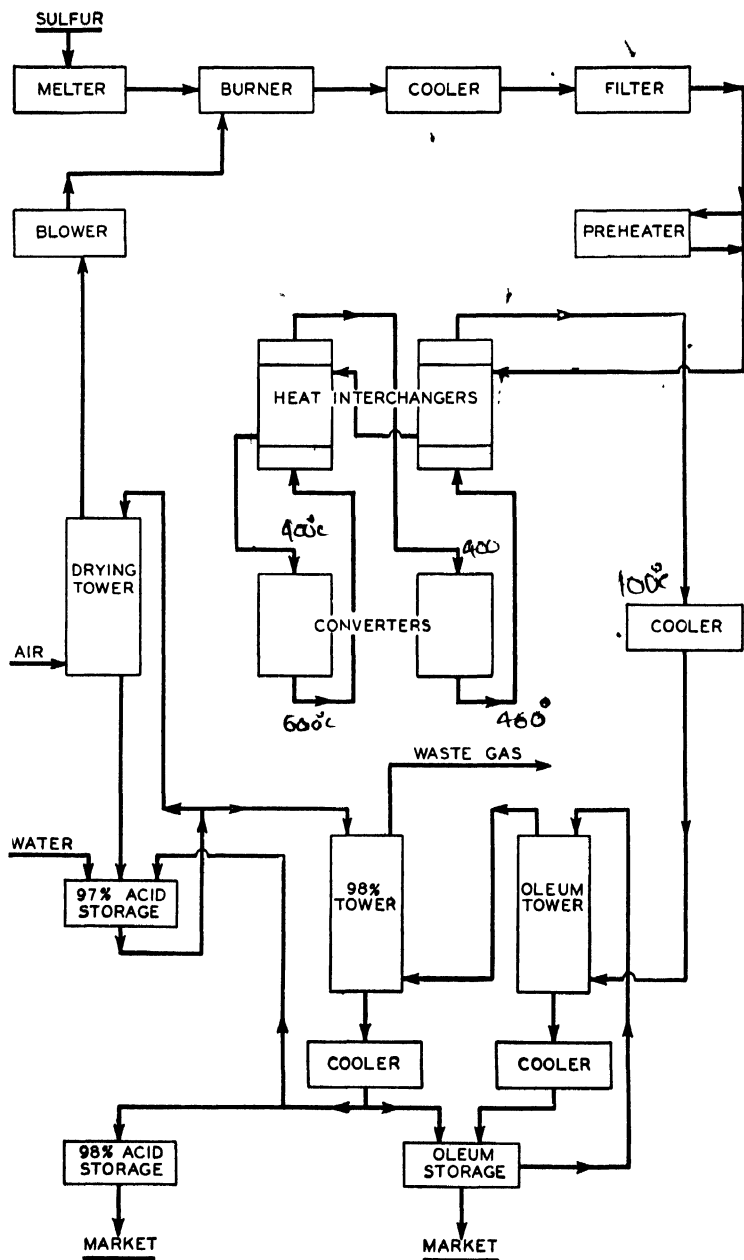 SULFUR
MELTER
BURNER
COOLER
FILTER
BLOWER
PREHEATER
HEAT INTERCHANGERS
400°c
400
DRYING
TOWER
CONVERTERS
100°c
COOLER
AIR
600°c
460°
WASTE GAS
WATER
97% ACID
STORAGE
98%
TOWER
OLEUM
TOWER
COOLER
COOLER
98% ACID
STORAGE
OLEUM
STORAGE
MARKET
MARKET